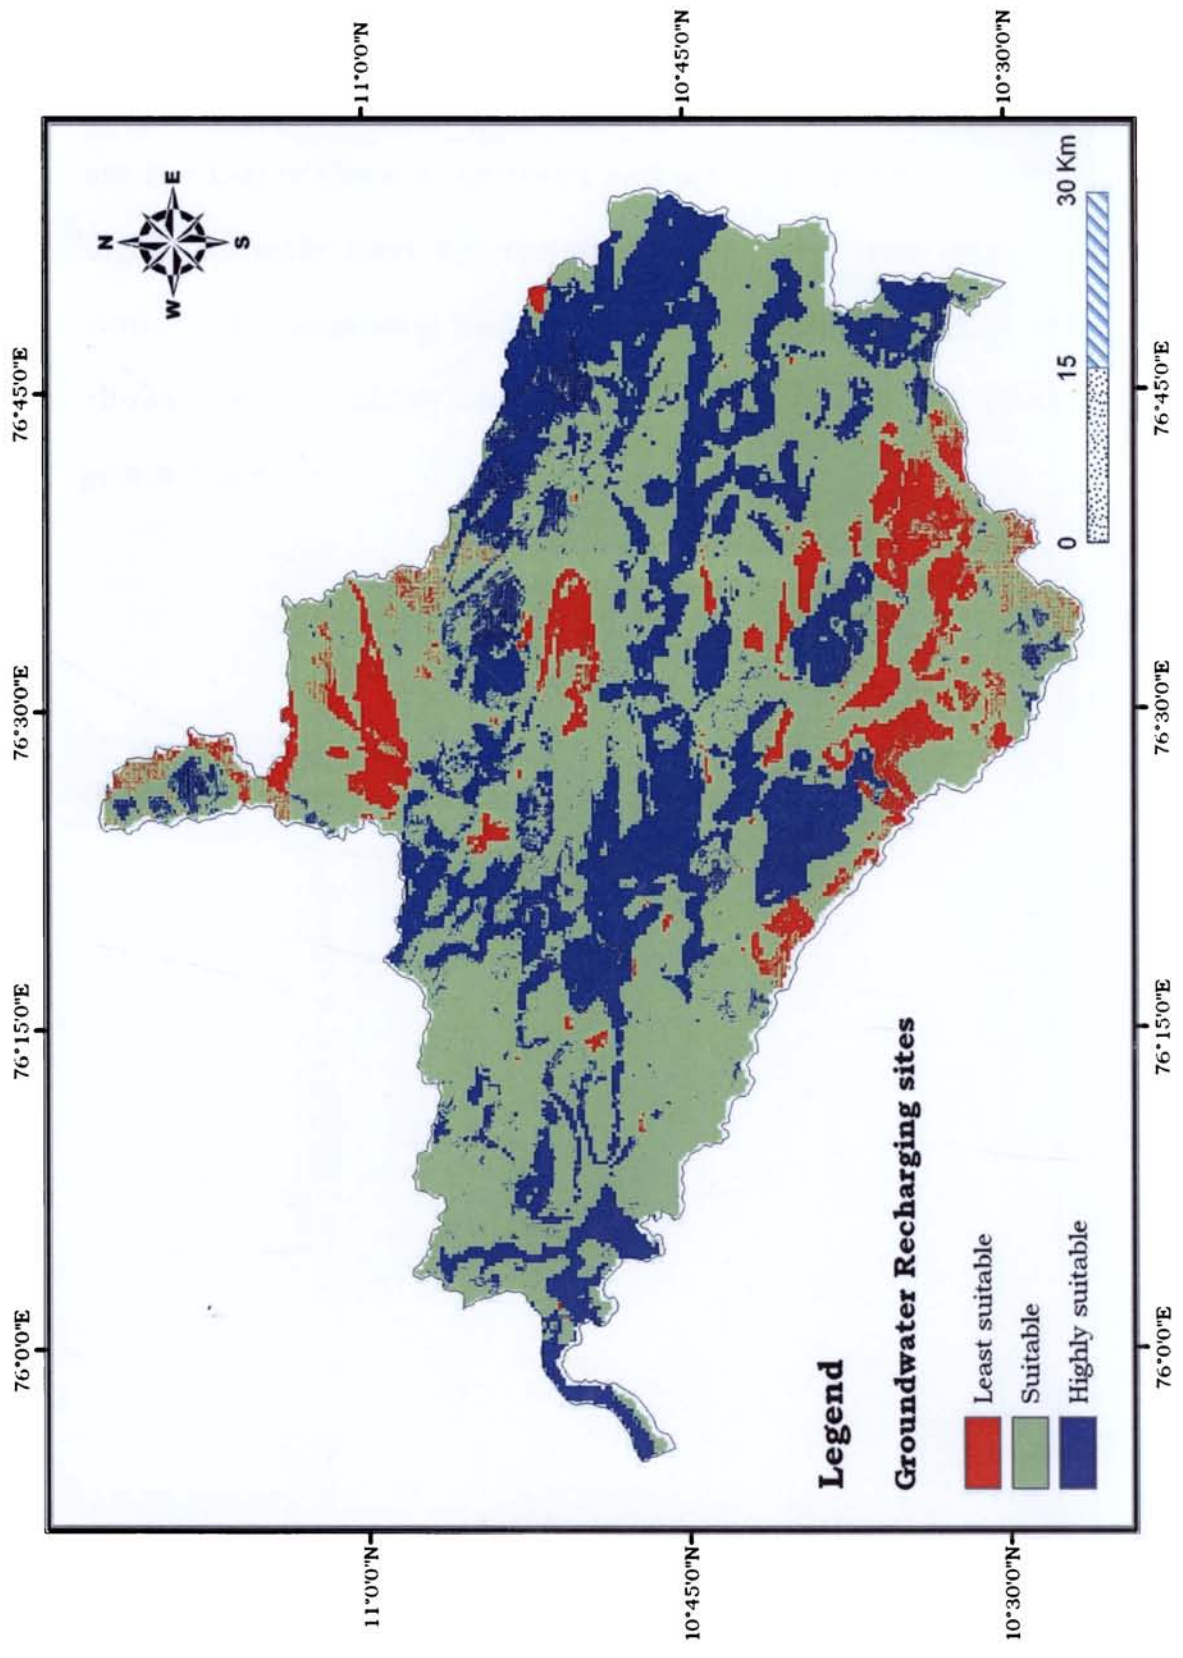 76°0'0"E 76°15'0"E 76°30'0"E 76°45'0"E
N
W E
S
11°0'0"N 11°0'0"N
10°45'0"N 10°45'0"N
10°30'0"N 10°30'0"N
Legend
Groundwater Recharging sites
Least suitable
Suitable
Highly suitable
0 15 30 Km
76°0'0"E 76°15'0"E 76°30'0"E 76°45'0"E